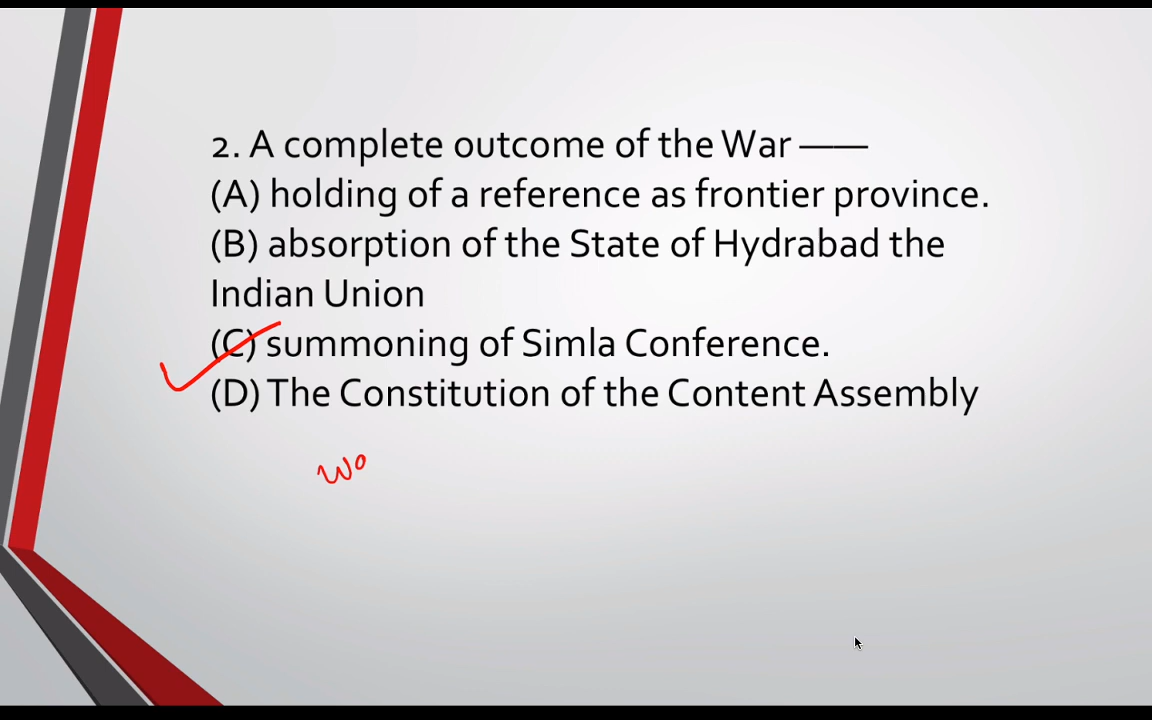 2. A complete outcome of the War ——
(A) holding of a reference as frontier province.
(B) absorption of the State of Hydrabad the
Indian Union
(C) summoning of Simla Conference.
(D) The Constitution of the Content Assembly
wo